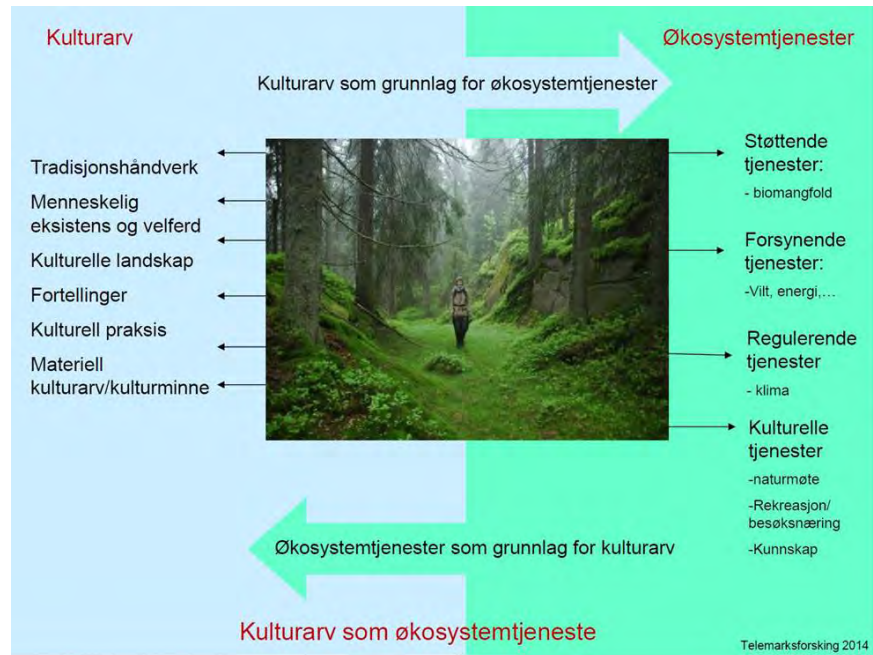 Kulturarv
Økosystemtjenester
Kulturarv som grunnlag for økosystemtjenester
Tradisjonshåndverk
Menneskelig
eksistens og velferd
Kulturelle landskap
Fortellinger
Kulturell praksis
Materiell
kulturarv/kulturminne
Støttende
tjenester:
- biomangfold
Forsynende
tjenester:
-Vilt, energi,…
Regulerende
tjenester
- klima
Kulturelle
tjenester
-naturmøte
-Rekreasjon/
besøksnæring
-Kunnskap
Økosystemtjenester som grunnlag for kulturarv
Kulturarv som økosystemtjeneste
Telemarksforsking 2014